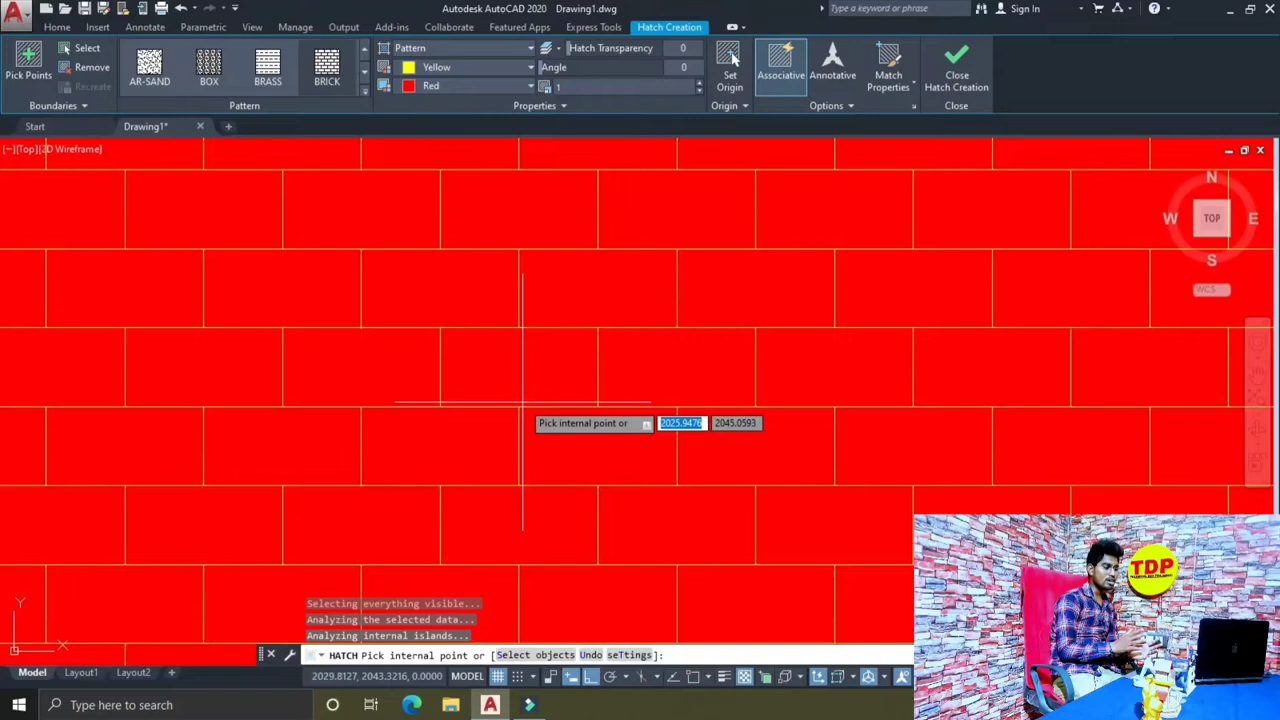 Autodesk AutoCAD 2020 Drawing1.dwg
Type a keyword or phrase
Sign In
Home Insert Annotate Parametric View Manage Output Add-ins Collaborate Express Tools Featured Apps Hatch Creation
Pick Points
Select
Remove
Recreate
Boundaries
AR-SAND
BOX
BRASS
BRICK
Pattern
Pattern
Yellow
Red
Hatch Transparency 0
Angle 0
1
Properties
Set Origin
Origin
Associative
Annotative
Match Properties
Options
Close Hatch Creation
Close
Start
Drawing1*
[−][Top][2D Wireframe]
N
W TOP E
S
WCS
Pick internal point or 2025.9476 2045.0593
TDP
Selecting everything visible...
Analyzing the selected data...
Analyzing internal islands...
Y
X
HATCH Pick internal point or [Select objects Undo seTtings]:
Model Layout1 Layout2
2029.8127, 2043.3216, 0.0000 MODEL
Type here to search